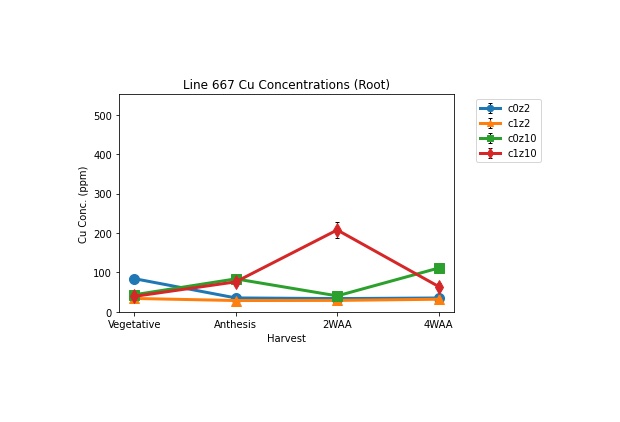 Line 667 Cu Concentrations (Root)
c0z2
c1z2
c0z10
c1z10
500
400
300
200
100
0
Cu Conc. (ppm)
Vegetative Anthesis 2WAA 4WAA
Harvest